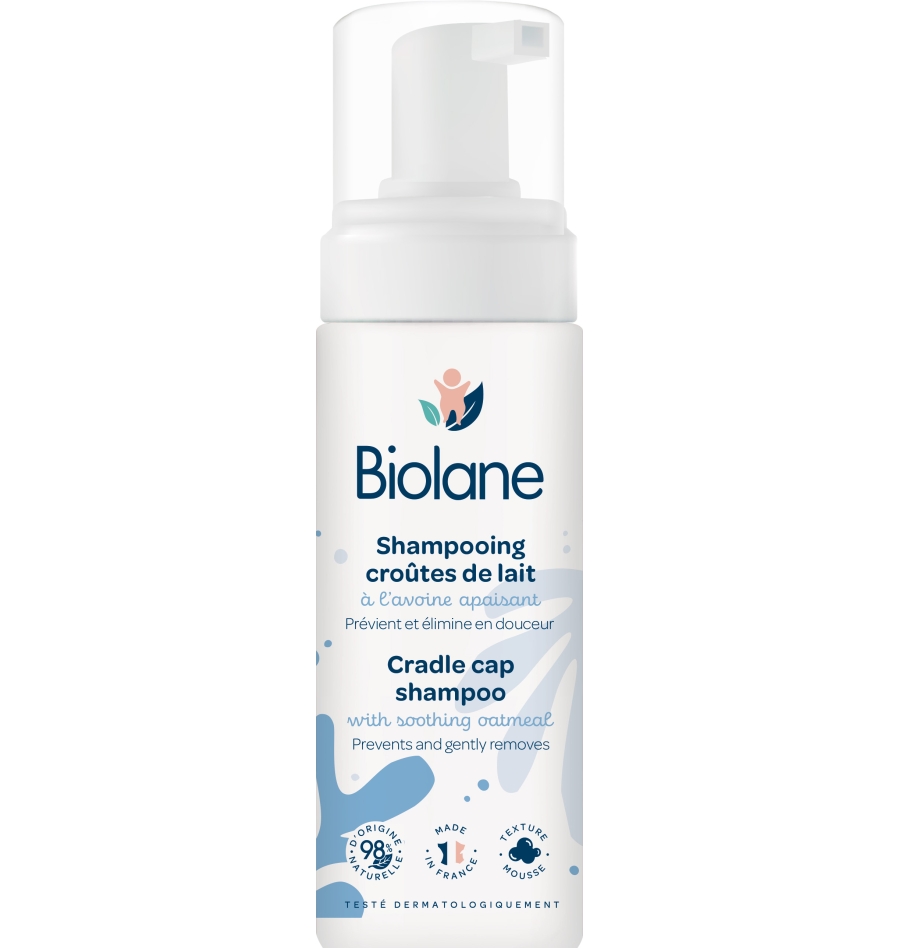 Biolane
Shampooing
croûtes de lait
à l'avoine apaisant
Prévient et élimine en douceur
Cradle cap
shampoo
with soothing oatmeal
Prevents and gently removes
D'ORIGINE
98%
NATURELLE
MADE
IN FRANCE
TEXTURE
MOUSSE
TESTÉ DERMATOLOGIQUEMENT